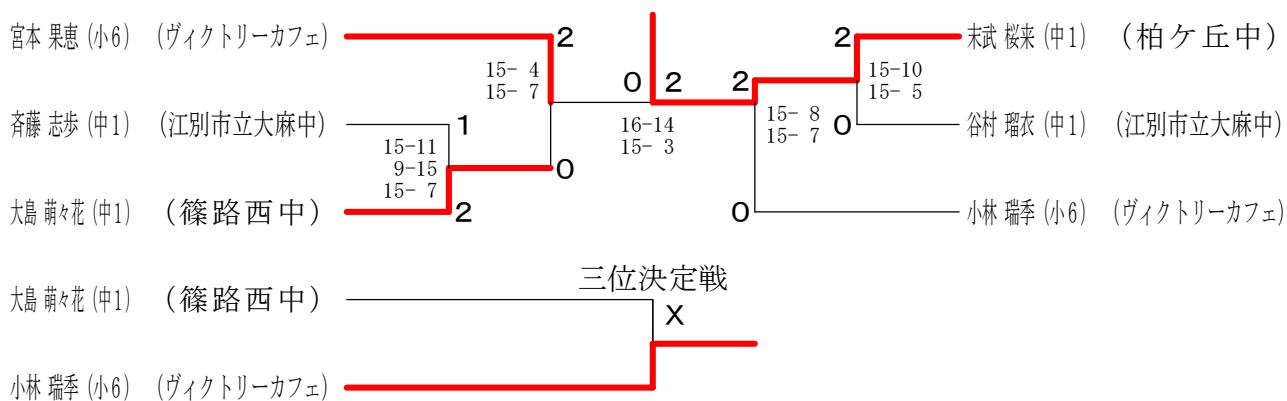 宮本 果恵 (小6) (ヴィクトリーカフェ) 2 2 末武 桜来 (中1) (柏ケ丘中)
15- 4 0 2 2 15-10
15- 7 15- 5
斉藤 志歩 (中1) (江別市立大麻中) 1 16-14 15- 8 0 谷村 瑠衣 (中1) (江別市立大麻中)
15-11 15- 3 15- 7
9-15 0
15- 7
大島 萌々花 (中1) (篠路西中) 2 0 小林 瑞季 (小6) (ヴィクトリーカフェ)
三位決定戦
大島 萌々花 (中1) (篠路西中) X
小林 瑞季 (小6) (ヴィクトリーカフェ)